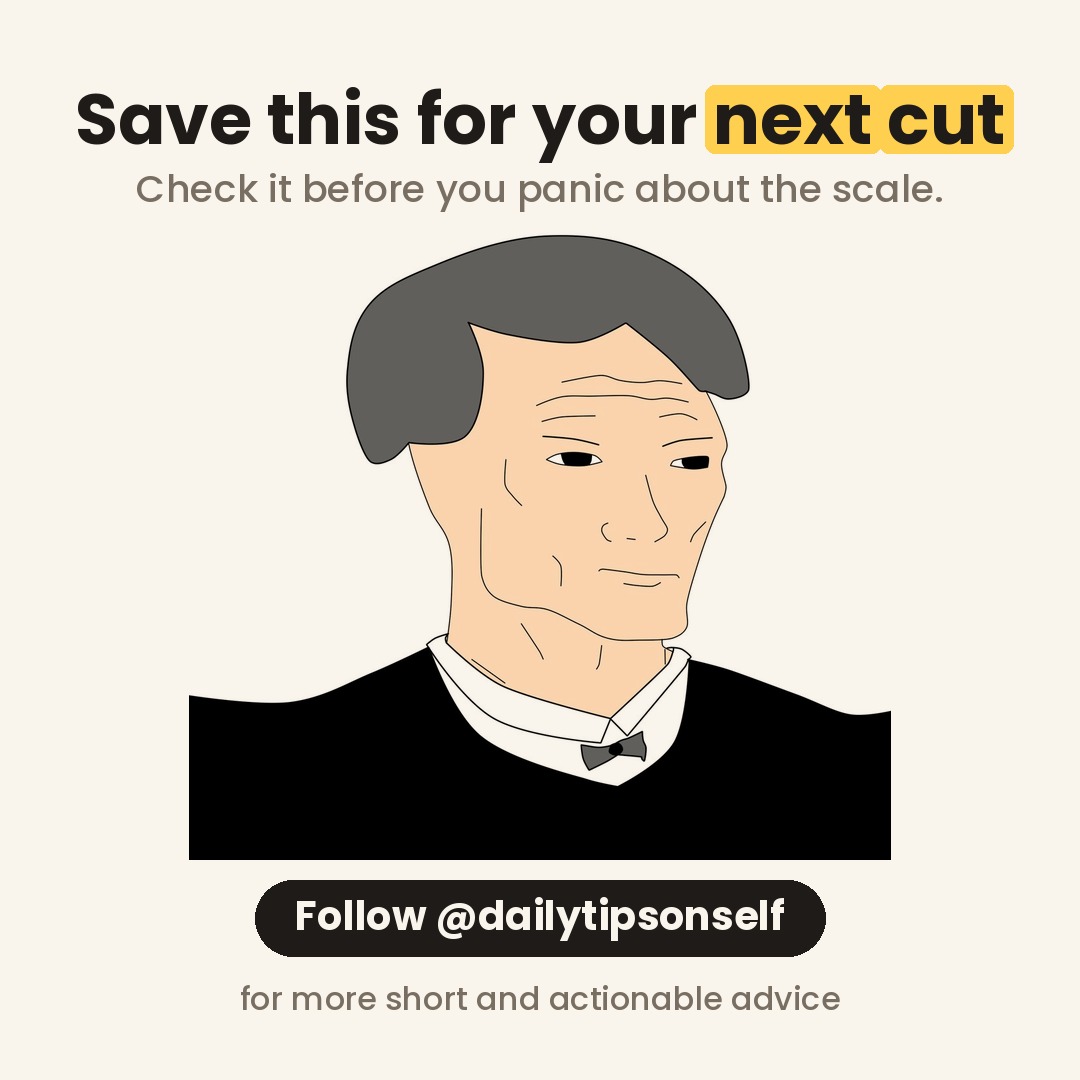 Save this for your next cut
Check it before you panic about the scale.
Follow @dailytipsonself
for more short and actionable advice